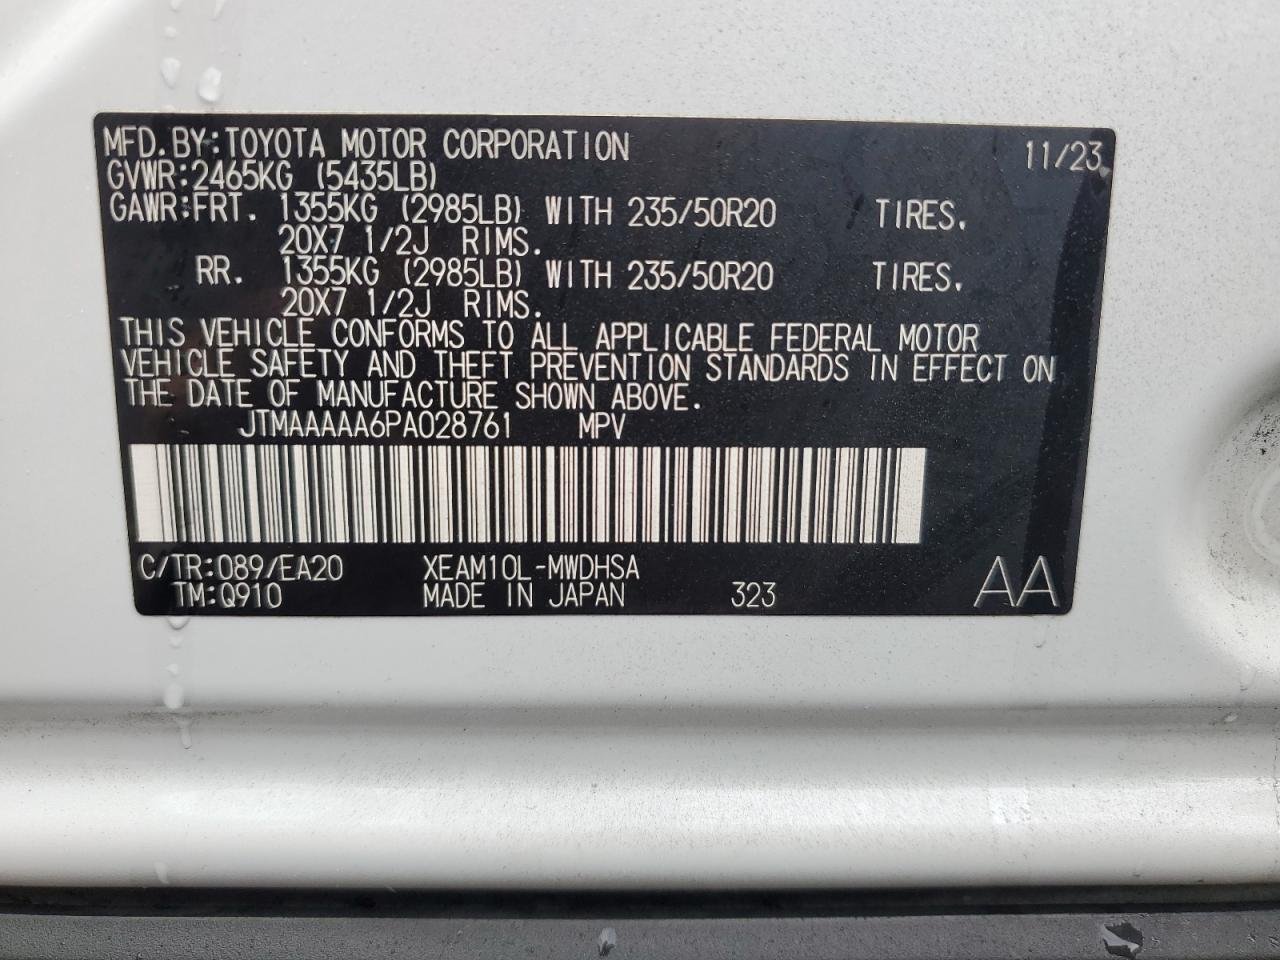 MFD.BY:TOYOTA MOTOR CORPORATION 11/23
GVWR:2465KG (5435LB)
GAWR:FRT. 1355KG (2985LB) WITH 235/50R20 TIRES.
20X7 1/2J RIMS.
RR. 1355KG (2985LB) WITH 235/50R20 TIRES.
20X7 1/2J RIMS.
THIS VEHICLE CONFORMS TO ALL APPLICABLE FEDERAL MOTOR
VEHICLE SAFETY AND THEFT PREVENTION STANDARDS IN EFFECT ON
THE DATE OF MANUFACTURE SHOWN ABOVE.
JTMAAAAA6PA028761 MPV
C/TR:089/EA20 XEAM10L-MWDHSA
TM:Q910 MADE IN JAPAN 323 AA